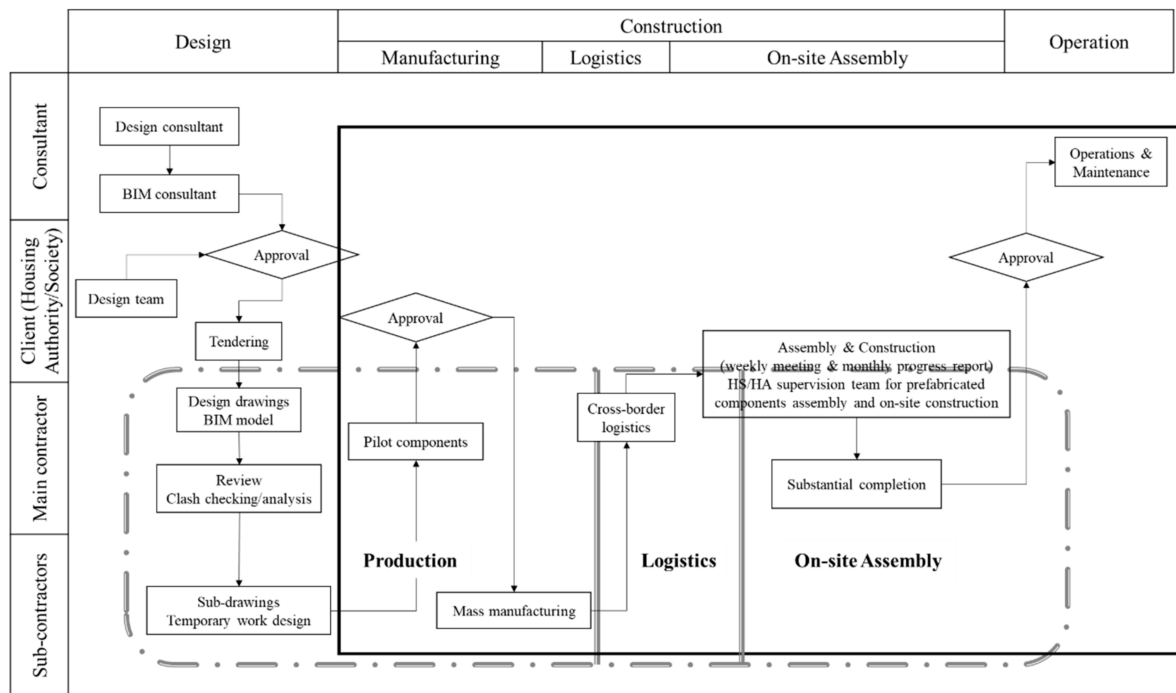 Design
Construction
Operation
Manufacturing
Logistics
On-site Assembly
Consultant
Client (Housing
Authority/Society)
Main contractor
Sub-contractors
Design consultant
BIM consultant
Approval
Design team
Tendering
Design drawings
BIM model
Review
Clash checking/analysis
Sub-drawings
Temporary work design
Approval
Pilot components
Production
Mass manufacturing
Cross-border
logistics
Logistics
Assembly & Construction
(weekly meeting & monthly progress report)
HS/HA supervision team for prefabricated
components assembly and on-site construction
Substantial completion
On-site Assembly
Approval
Operations &
Maintenance